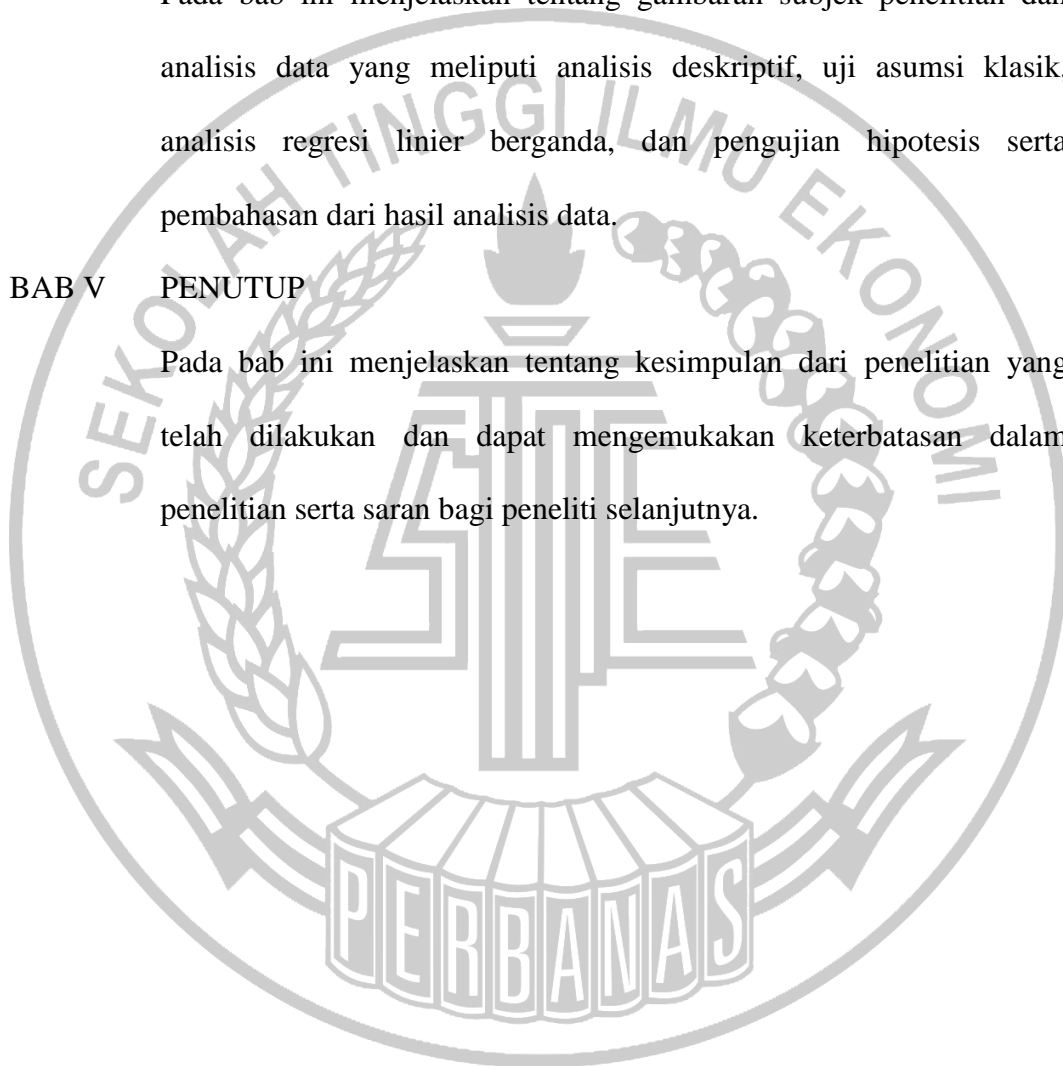 Pada bab ini menjelaskan tentang gambaran subjek penelitian dan
analisis data yang meliputi analisis deskriptif, uji asumsi klasik,
analisis regresi linier berganda, dan pengujian hipotesis serta
pembahasan dari hasil analisis data.
BAB V PENUTUP
Pada bab ini menjelaskan tentang kesimpulan dari penelitian yang
telah dilakukan dan dapat mengemukakan keterbatasan dalam
penelitian serta saran bagi peneliti selanjutnya.
SEKOLAH TINGGI ILMU EKONOMI
STIE
PERBANAS